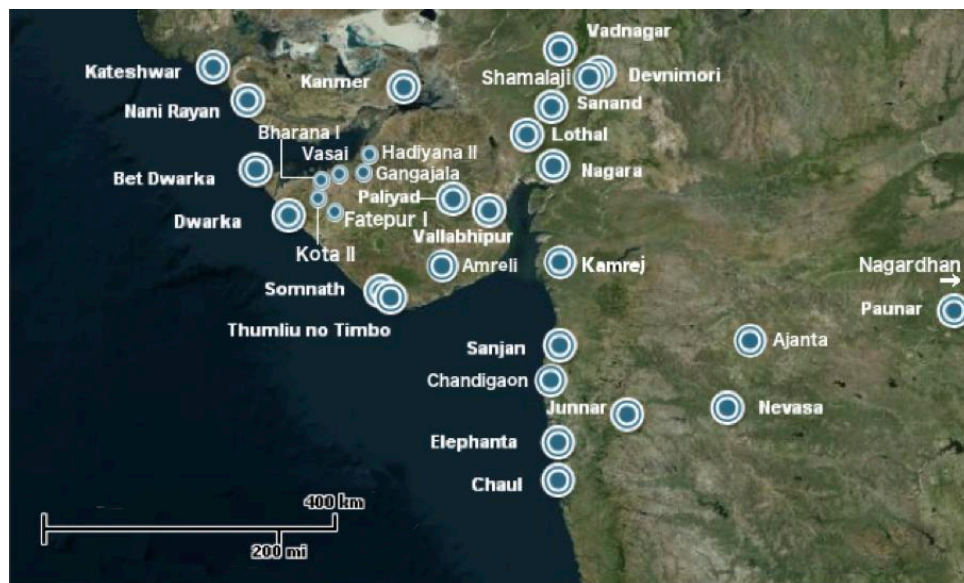 Vadnagar
Kateshwar
Kanmer
Shamalaji
Devnimori
Nani Rayan
Sanand
Bharana I
Lothal
Vasai
Hadiyana II
Gangajala
Nagara
Bet Dwarka
Paliyad
Dwarka
Fatepur I
Vallabhipur
Kota II
Amreli
Kamrej
Nagardhan
Somnath
Paunar
Thumliu no Timbo
Sanjan
Ajanta
Chandigaon
Junnar
Nevasa
Elephanta
Chaul
400 km
200 mi